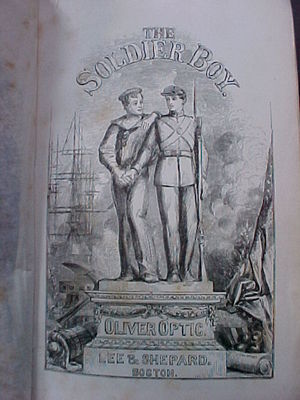 THE
SOLDIER BOY.
OLIVER OPTIC.
LEE & SHEPARD.
BOSTON.